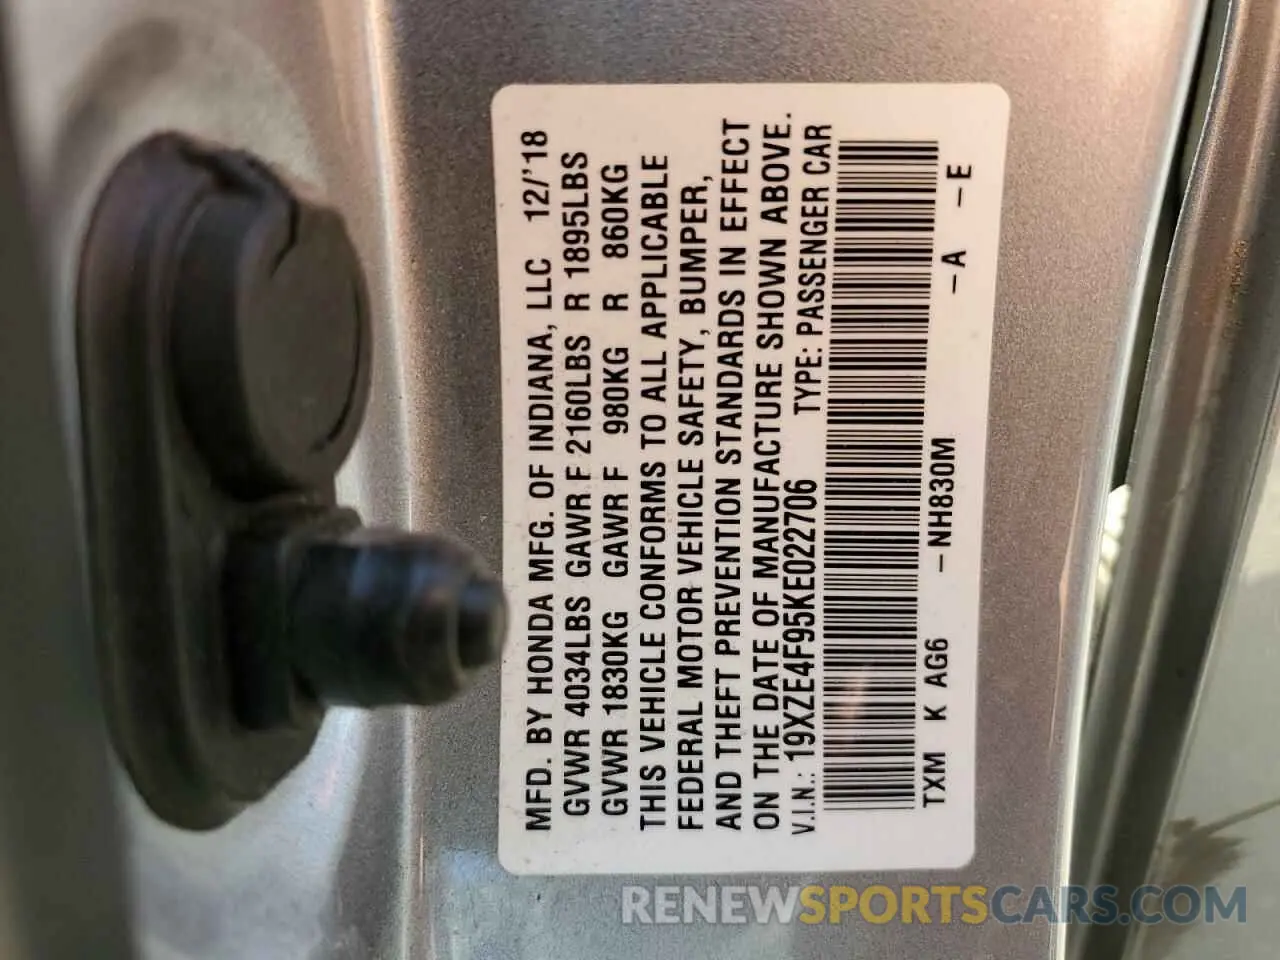 MFD. BY HONDA MFG. OF INDIANA, LLC 12/'18
GVWR 4034LBS GAWR F 2160LBS R 1895LBS
GVWR 1830KG GAWR F 980KG R 860KG
THIS VEHICLE CONFORMS TO ALL APPLICABLE
FEDERAL MOTOR VEHICLE SAFETY, BUMPER,
AND THEFT PREVENTION STANDARDS IN EFFECT
ON THE DATE OF MANUFACTURE SHOWN ABOVE.
V.I.N.: 19XZE4F95KE022706 TYPE: PASSENGER CAR
TXM K AG6 -NH830M -A -E
RENEWSPORTSCARS.COM